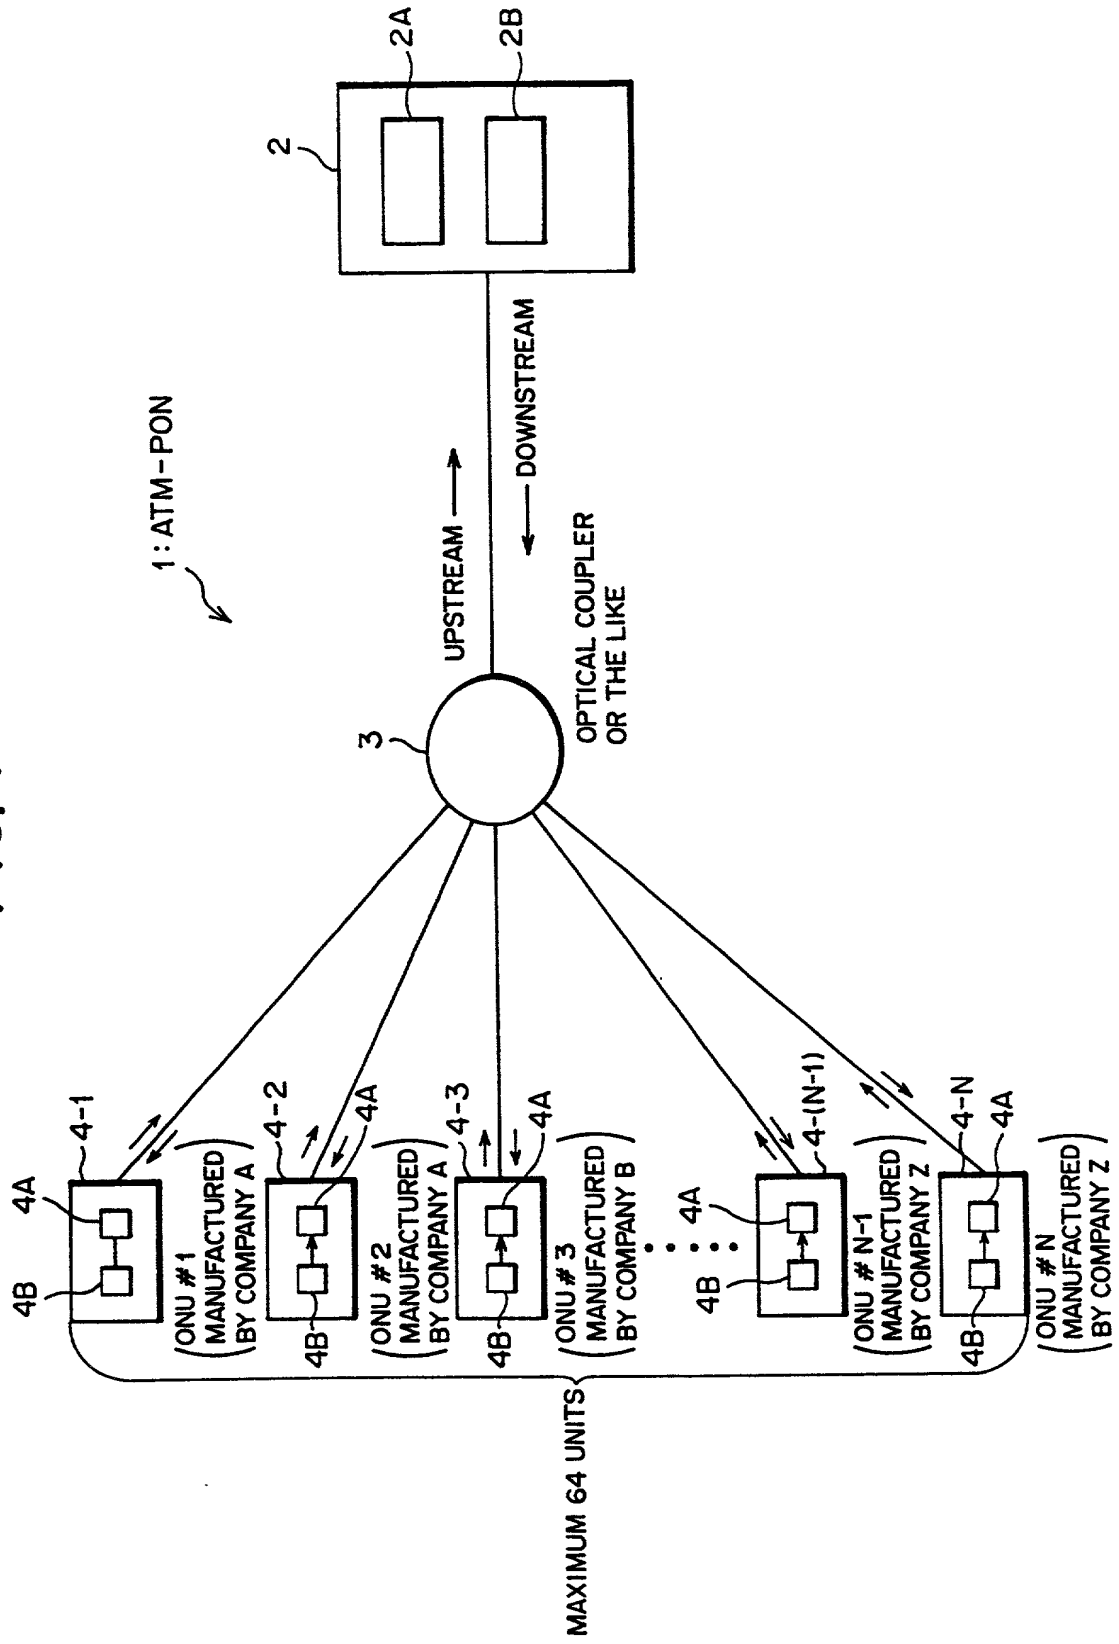 1: ATM-PON
2
2A
2B
UPSTREAM
DOWNSTREAM
3
OPTICAL COUPLER
OR THE LIKE
4-1
4A
4B
(ONU #1
MANUFACTURED
BY COMPANY A)
4-2
4A
4B
(ONU #2
MANUFACTURED
BY COMPANY A)
4-3
4A
4B
(ONU #3
MANUFACTURED
BY COMPANY B)
4-(N-1)
4A
4B
(ONU # N-1
MANUFACTURED
BY COMPANY Z)
4-N
4A
4B
(ONU # N
MANUFACTURED
BY COMPANY Z)
MAXIMUM 64 UNITS